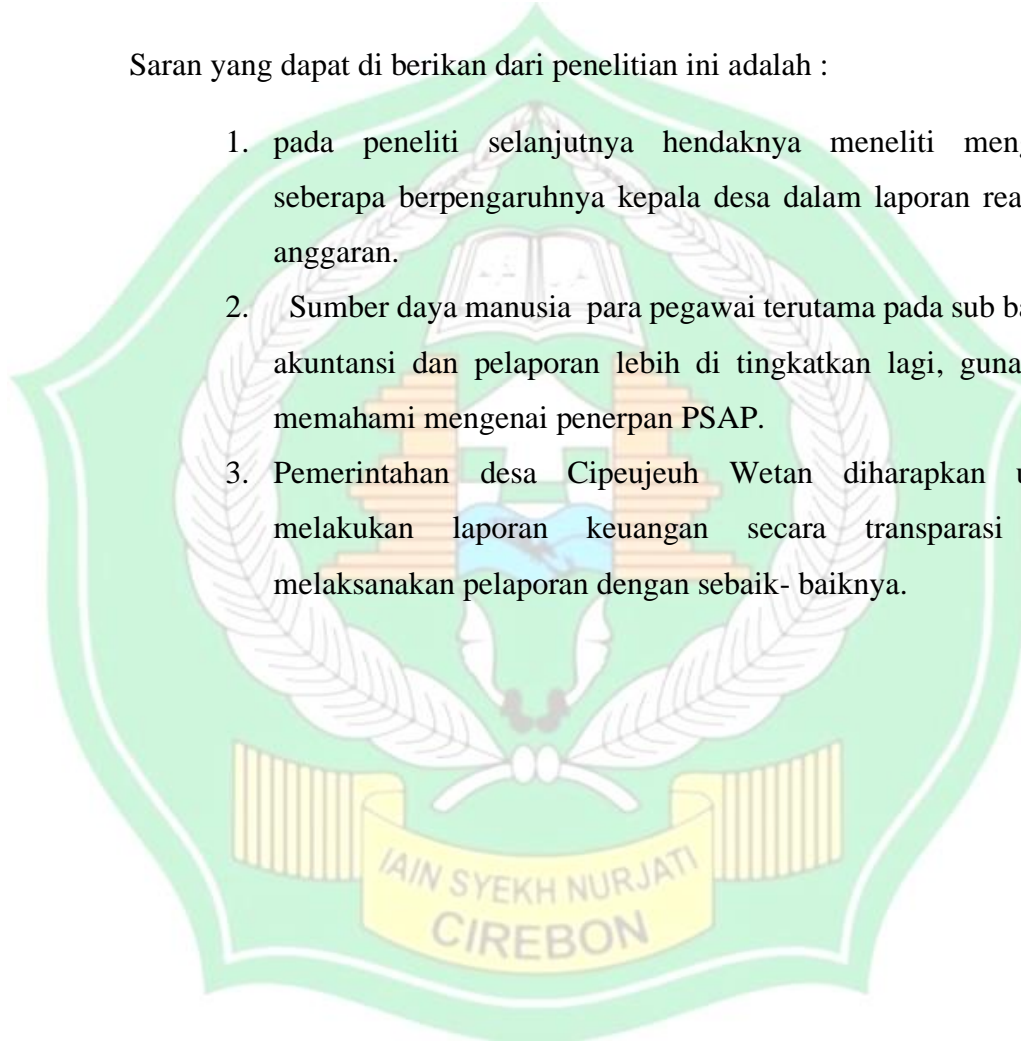 Saran yang dapat di berikan dari penelitian ini adalah :
1. pada peneliti selanjutnya hendaknya meneliti
seberapa berpengaruhnya kepala desa dalam laporan
anggaran.
2. Sumber daya manusia para pegawai terutama pada sub
akuntansi dan pelaporan lebih di tingkatkan lagi, guna
memahami mengenai penerpan PSAP.
3. Pemerintahan desa Cipeujeuh Wetan diharapkan
melakukan laporan keuangan secara transparasi
melaksanakan pelaporan dengan sebaik- baiknya.
IAIN SYEKH NURJATI
CIREBON